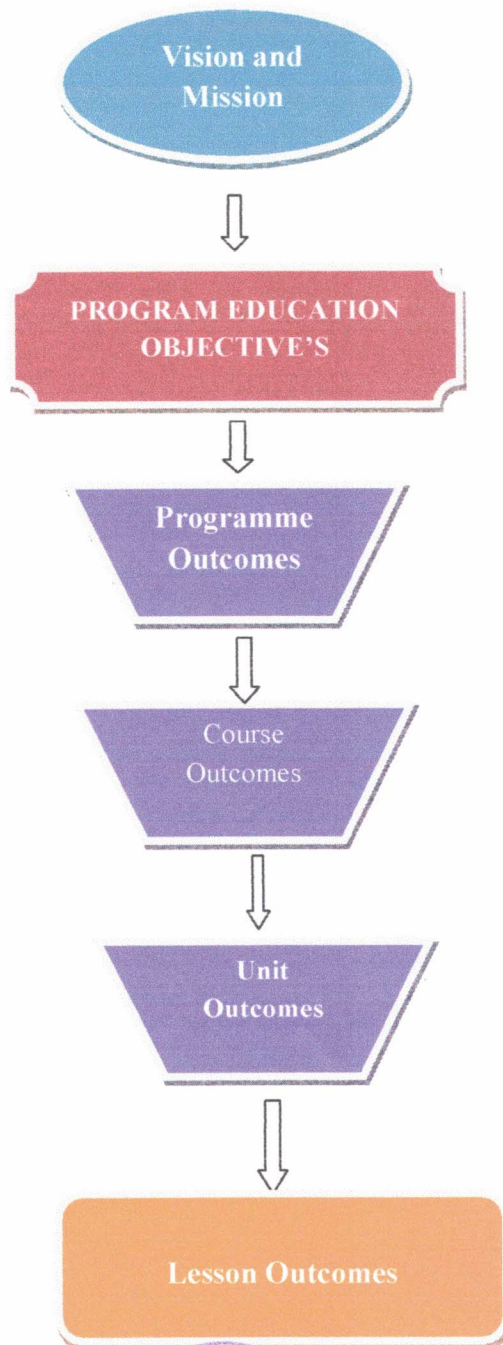 Vision and
Mission
PROGRAM EDUCATION
OBJECTIVE'S
Programme
Outcomes
Course
Outcomes
Unit
Outcomes
Lesson Outcomes